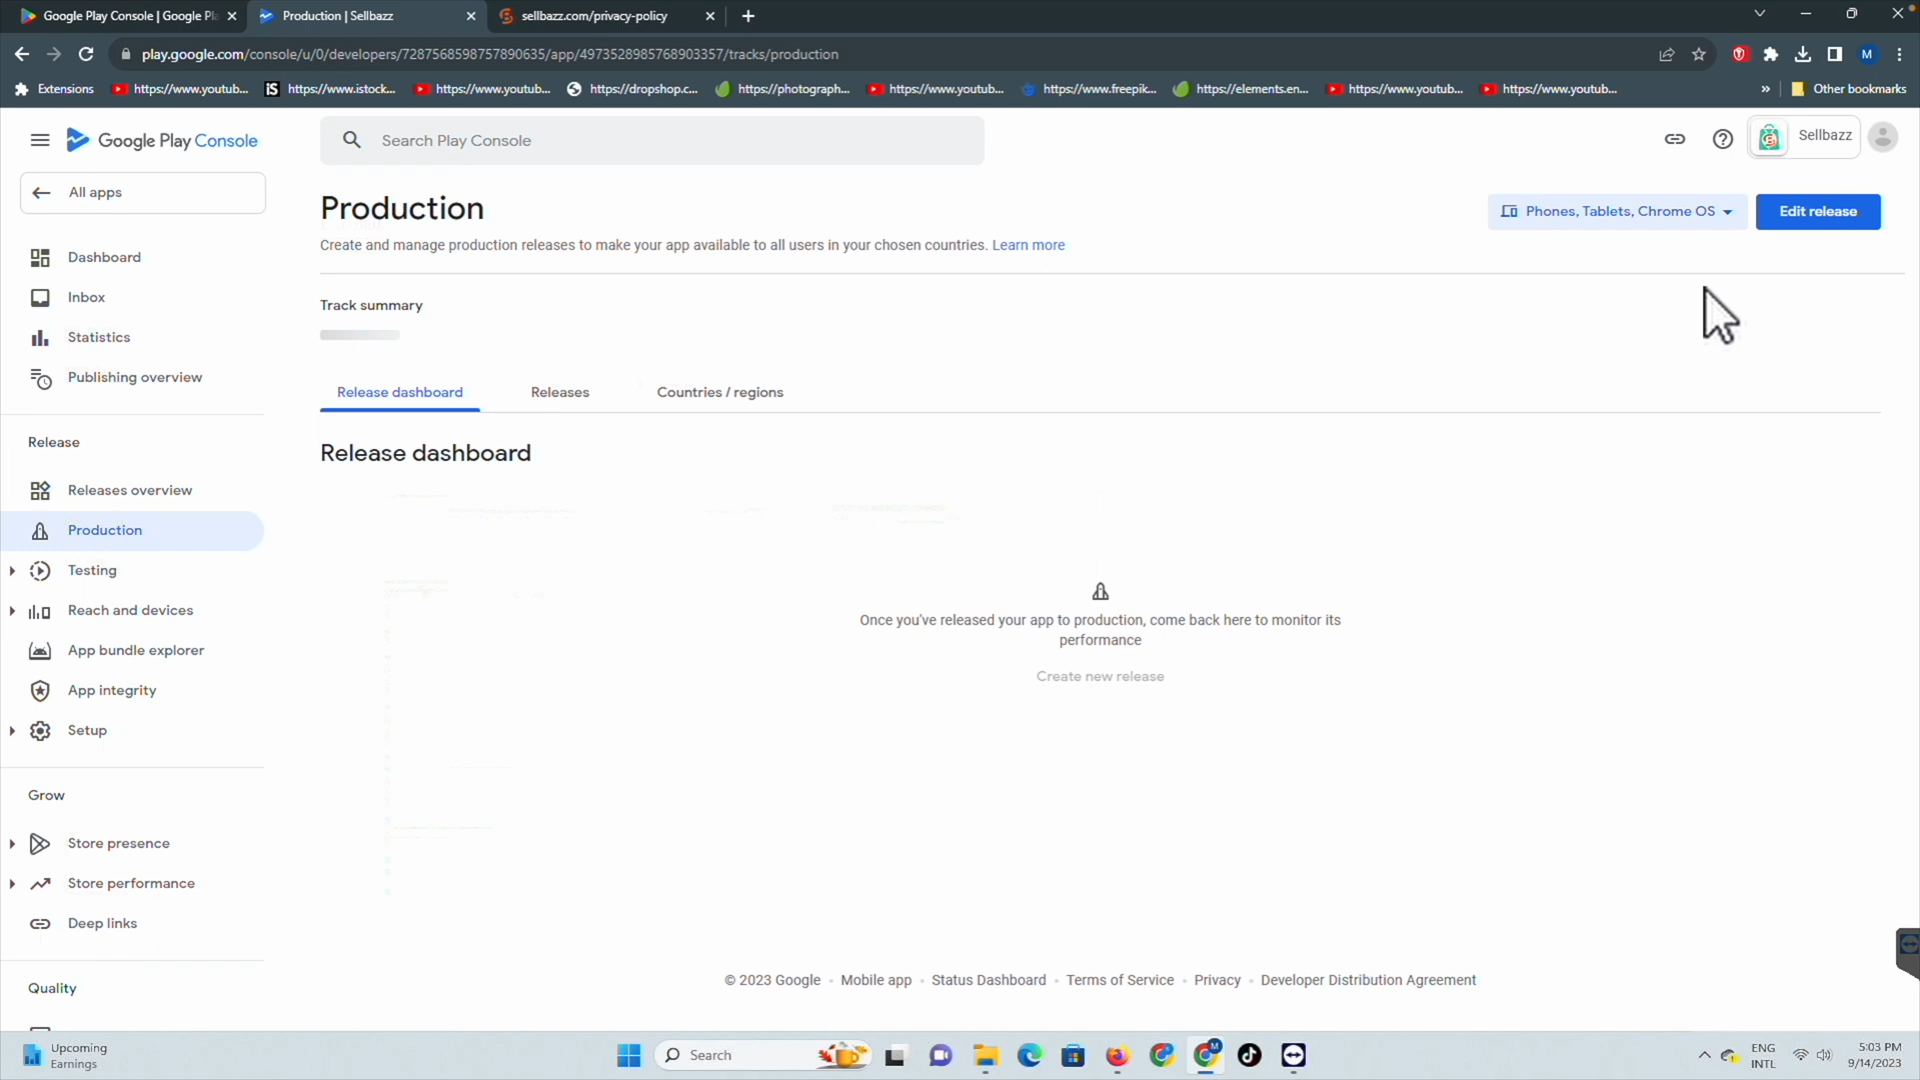 Google Play Console | Google Pla
Production | Sellbazz
sellbazz.com/privacy-policy
play.google.com/console/u/0/developers/7287568598757890635/app/4973528985768903357/tracks/production
M
Extensions
https://www.youtub...
iS
https://www.istock...
https://www.youtub...
https://dropshop.c...
https://photograph...
https://www.youtub...
https://www.freepik...
https://elements.en...
https://www.youtub...
https://www.youtub...
»
Other bookmarks
Google Play Console
Search Play Console
Sellbazz
All apps
Production
Phones, Tablets, Chrome OS
Edit release
Create and manage production releases to make your app available to all users in your chosen countries. Learn more
Dashboard
Inbox
Statistics
Publishing overview
Track summary
Release dashboard
Releases
Countries / regions
Release
Release dashboard
Releases overview
Production
Testing
Reach and devices
App bundle explorer
App integrity
Setup
Once you've released your app to production, come back here to monitor its
performance
Create new release
Grow
Store presence
Store performance
Deep links
Quality
© 2023 Google
Mobile app
Status Dashboard
Terms of Service
Privacy
Developer Distribution Agreement
Upcoming
Earnings
Search
M
ENG
INTL
5:03 PM
9/14/2023